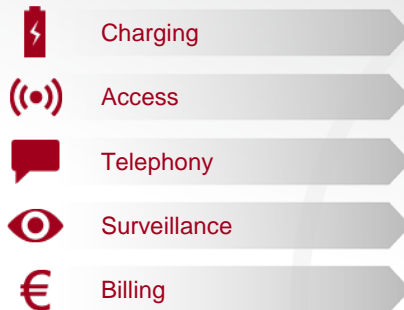 Charging
Access
Telephony
Surveillance
€ Billing